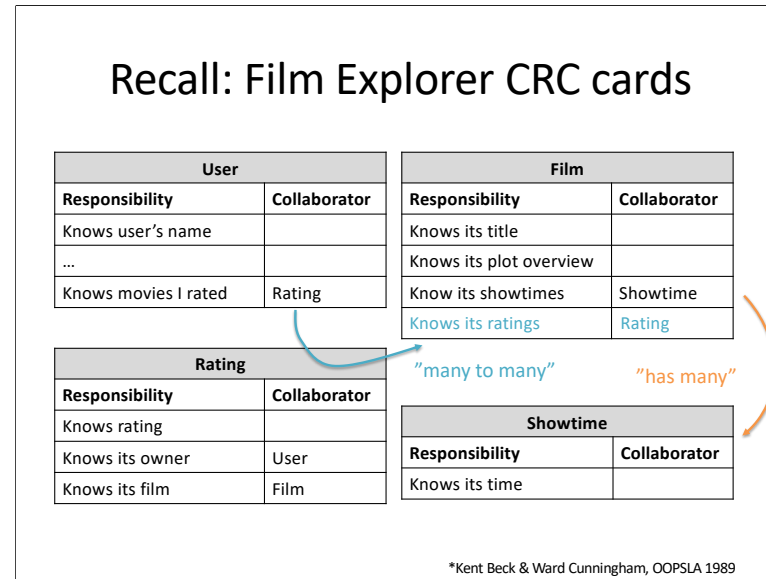 Recall: Film Explorer CRC cards
User
Responsibility Collaborator
Knows user’s name
...
Knows movies I rated Rating
Film
Responsibility Collaborator
Knows its title
Knows its plot overview
Know its showtimes Showtime
Knows its ratings Rating
”many to many”
”has many”
Rating
Responsibility Collaborator
Knows rating
Knows its owner User
Knows its film Film
Showtime
Responsibility Collaborator
Knows its time
*Kent Beck & Ward Cunningham, OOPSLA 1989